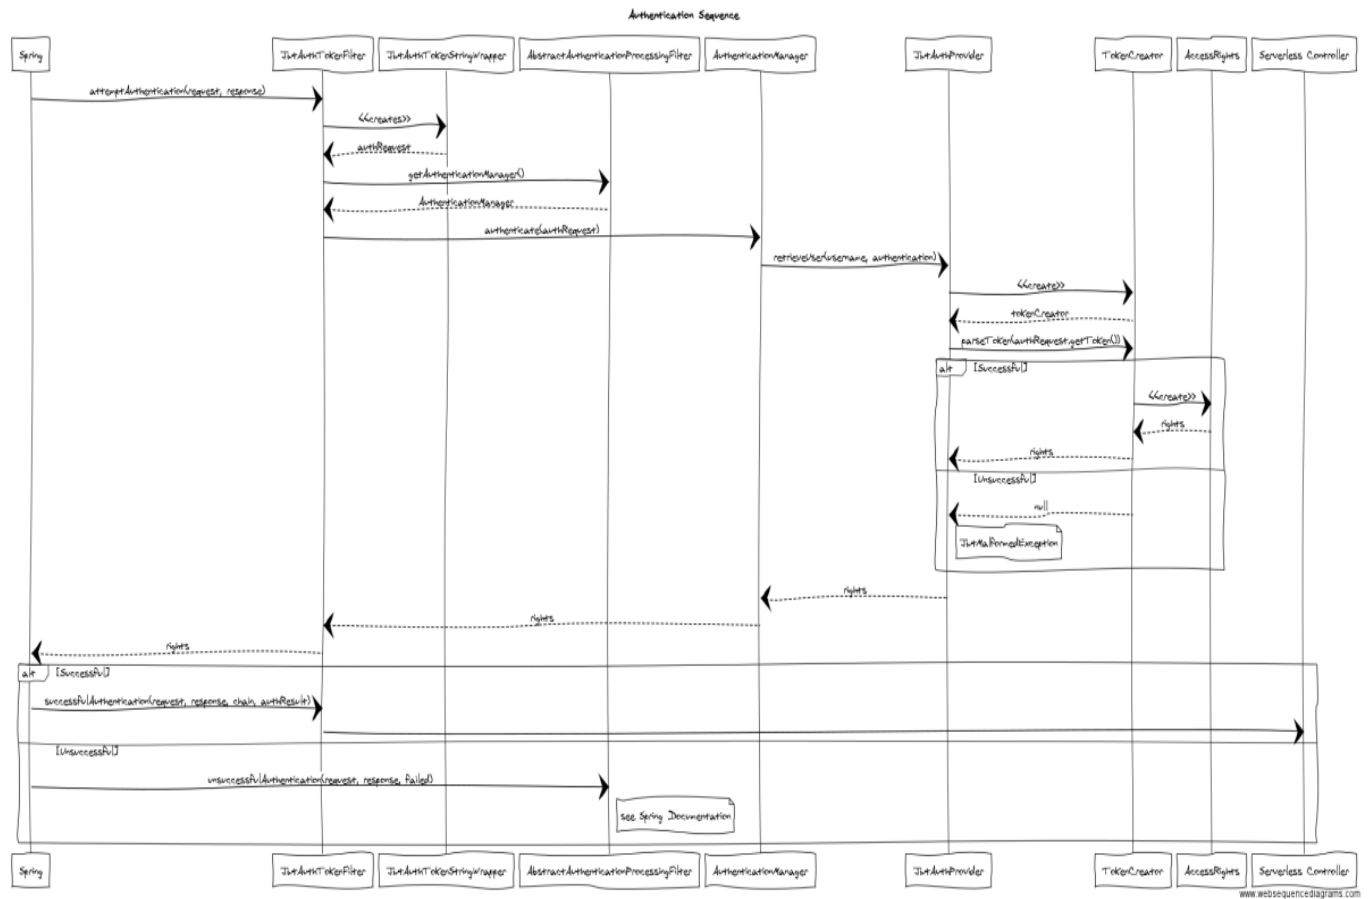 Authentication Sequence
Spring
JwtAuthTokenFilter
JwtAuthTokenStringWrapper
AbstractAuthenticationProcessingFilter
AuthenticationManager
JwtAuthProvider
TokenCreator
AccessRights
Serverless Controller
attemptAuthentication(request, response)
<<creates>>
authRequest
getAuthenticationManager()
AuthenticationManager
authenticate(authRequest)
retrieveUser(username, authentication)
<<create>>
tokenCreator
parseToken(authRequest.getToken())
alt [Successful]
<<create>>
rights
rights
[Unsuccessful]
null
JwtMalformedException
rights
rights
rights
alt [Successful]
successfulAuthentication(request, response, chain, authResult)
[Unsuccessful]
unsuccessfulAuthentication(request, response, failed)
see Spring Documentation
Spring
JwtAuthTokenFilter
JwtAuthTokenStringWrapper
AbstractAuthenticationProcessingFilter
AuthenticationManager
JwtAuthProvider
TokenCreator
AccessRights
Serverless Controller
www.websequencediagrams.com